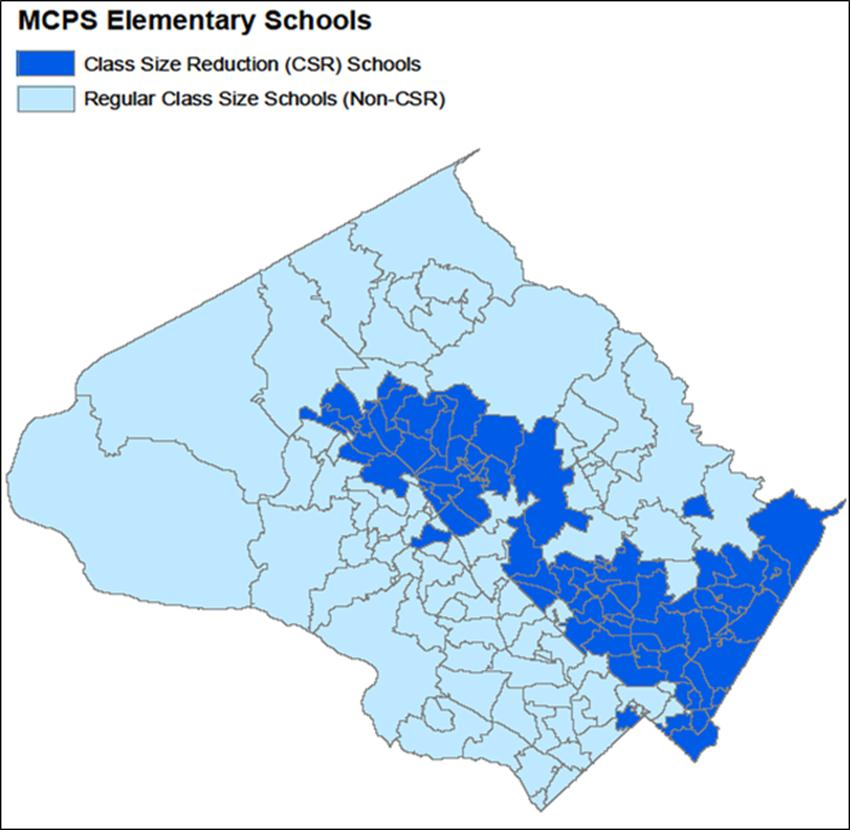 MCPS Elementary Schools
Class Size Reduction (CSR) Schools
Regular Class Size Schools (Non-CSR)